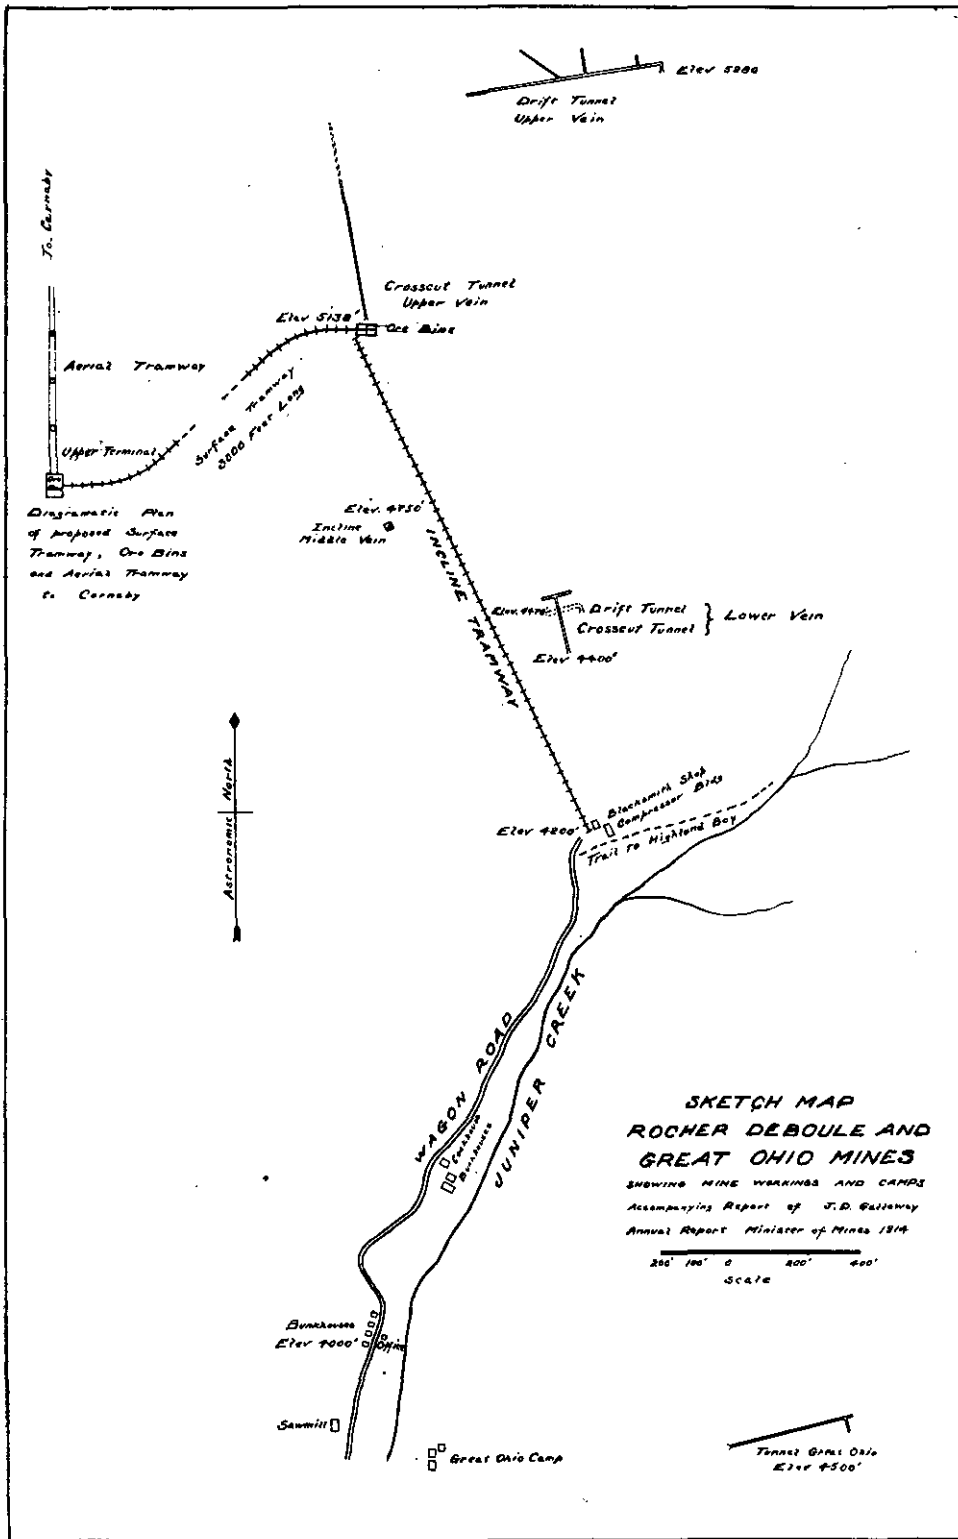 Elev 5280
Drift Tunnel
Upper Vein
To. Carnaby
Crosscut Tunnel
Upper Vein
Elev 5138'
Ore Bins
Aerial Tramway
Surface Tramway
3000 Feet Long
Upper Terminal
Diagramatic Plan
of proposed Surface
Tramway, Ore Bins
and Aerial Tramway
to Carnaby
Elev. 4750'
Incline
Middle Vein
INCLINE TRAMWAY
Drift Tunnel
Crosscut Tunnel
Lower Vein
Elev 4400'
Astronomic North
Blacksmith Shop
Compressor Bldg
Elev 4200'
Trail To Highland Boy
WAGON ROAD
JUNIPER CREEK
Cookhouse
Bunkhouses
SKETCH MAP
ROCHER DEBOULE AND
GREAT OHIO MINES
SHOWING MINE WORKINGS AND CAMPS
Accompanying Report of J.D. Galloway
Annual Report Minister of Mines 1914
200' 100' 0 200' 400'
Scale
Bunkhouses
Elev 4000'
Office
Sawmill
Great Ohio Camp
Tunnel Great Ohio
Elev 4500'